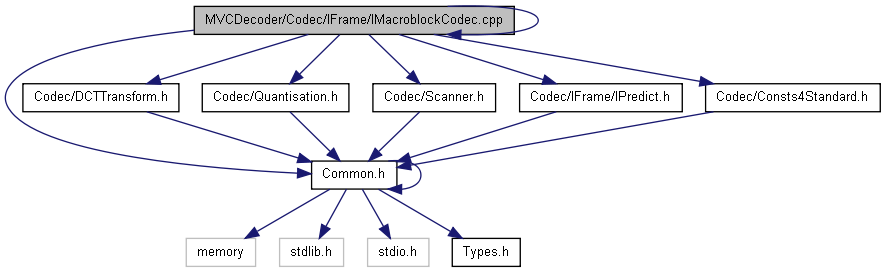 MVCDecoder/Codec/IFrame/IMacroblockCodec.cpp
Codec/DCTTransform.h
Codec/Quantisation.h
Codec/Scanner.h
Codec/IFrame/IPredict.h
Codec/Consts4Standard.h
Common.h
memory
stdlib.h
stdio.h
Types.h